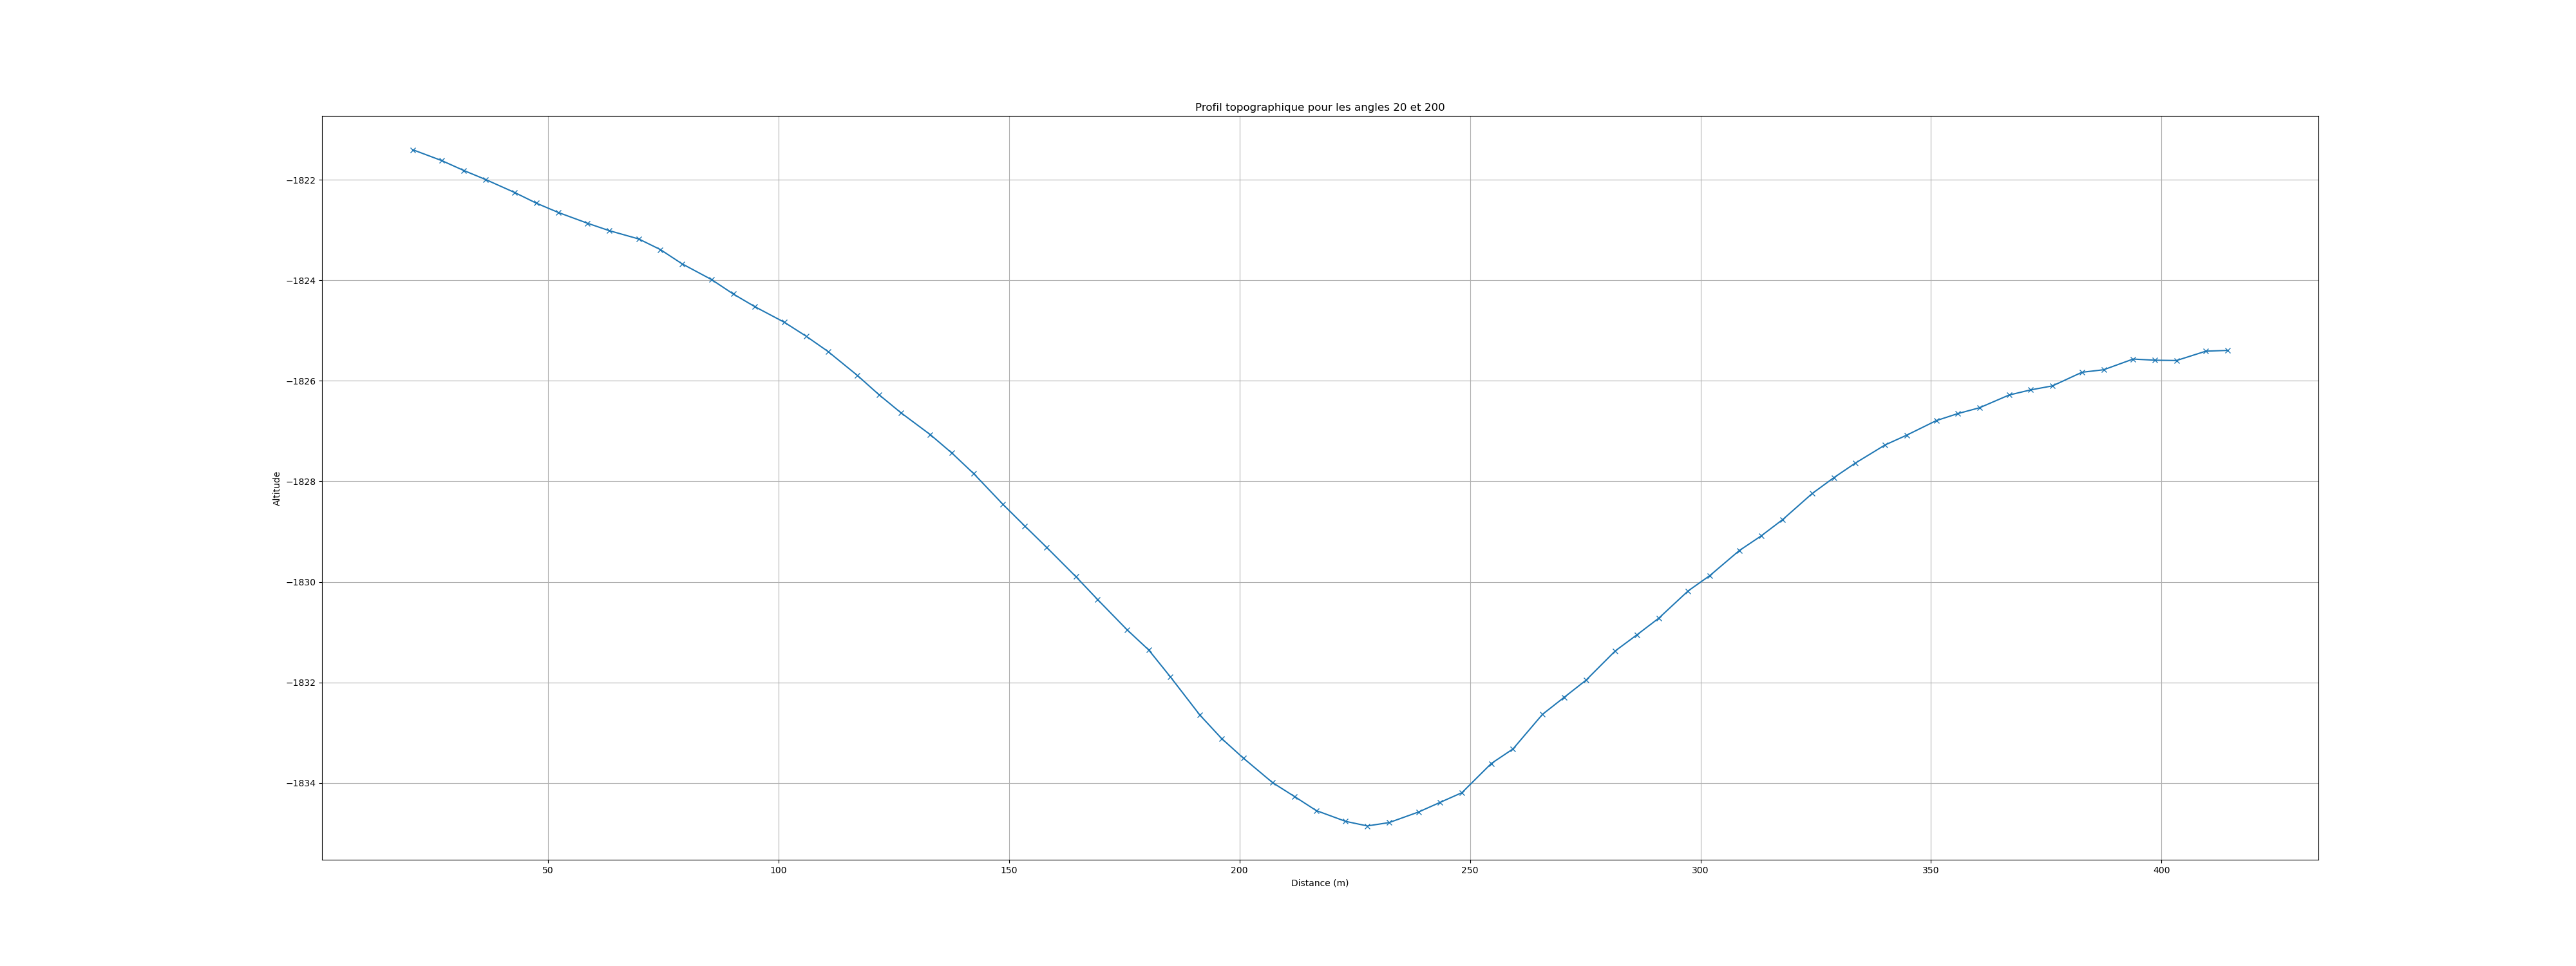 Profil topographique pour les angles 20 et 200
−1822
−1824
−1826
−1828
−1830
−1832
−1834
Altitude
50 100 150 200 250 300 350 400
Distance (m)